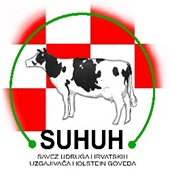 SUHUH
SAVEZ UDRUGA HRVATSKIH
UZGAJIVAČA HOLSTEIN GOVEDA